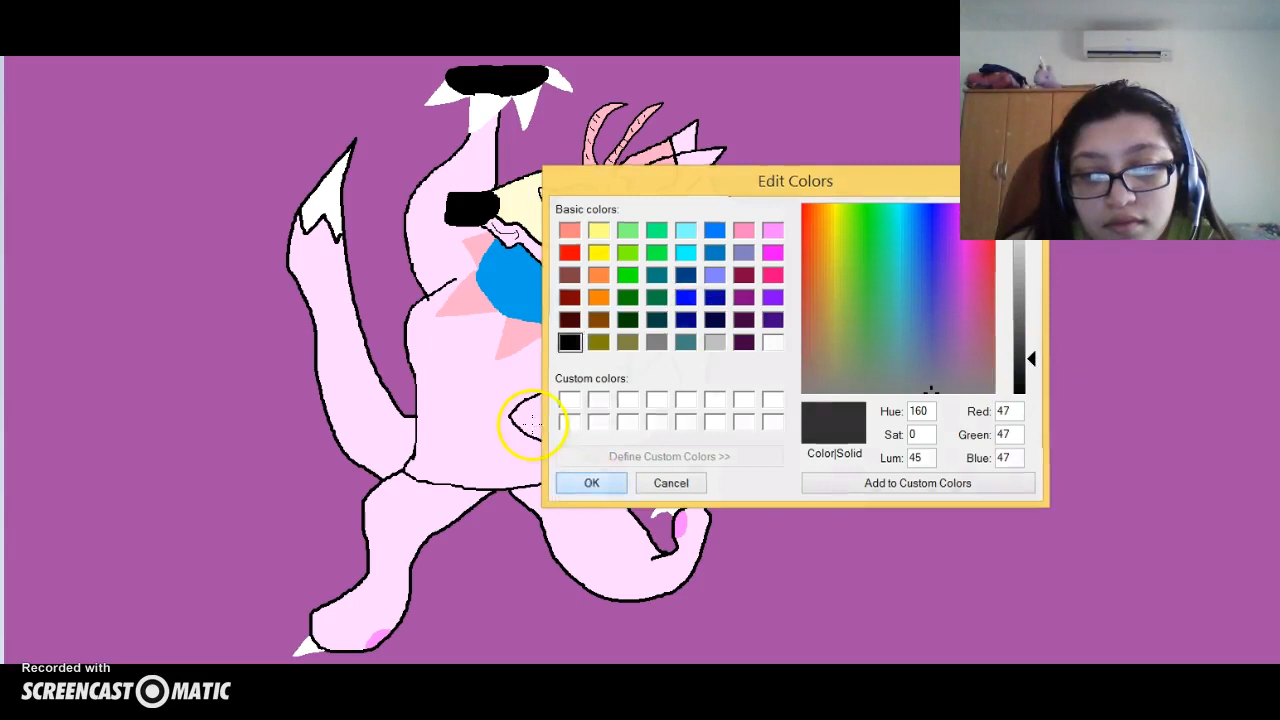 Edit Colors
Basic colors:
Custom colors:
Define Custom Colors >>
OK
Cancel
Color|Solid
Hue: 160
Sat: 0
Lum: 45
Red: 47
Green: 47
Blue: 47
Add to Custom Colors
Recorded with
SCREENCAST O MATIC